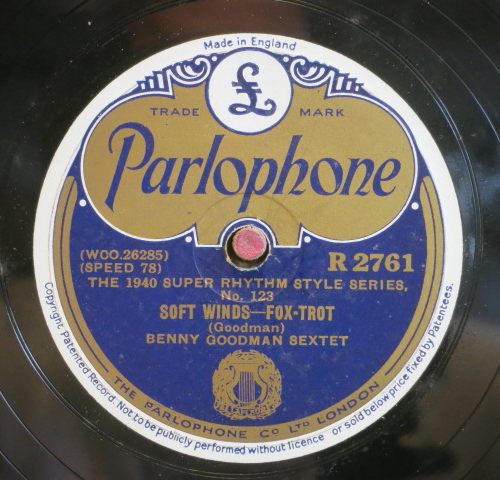 Made in England
£
TRADE MARK
Parlophone
(WOO.26285)
(SPEED 78)
R 2761
THE 1940 SUPER RHYTHM STYLE SERIES,
No. 123
SOFT WINDS—FOX-TROT
(Goodman)
BENNY GOODMAN SEXTET
THE PARLOPHONE Co LTD LONDON
Copyright Patented Record. Not to be publicly performed without licence or sold below price fixed by Patentees.